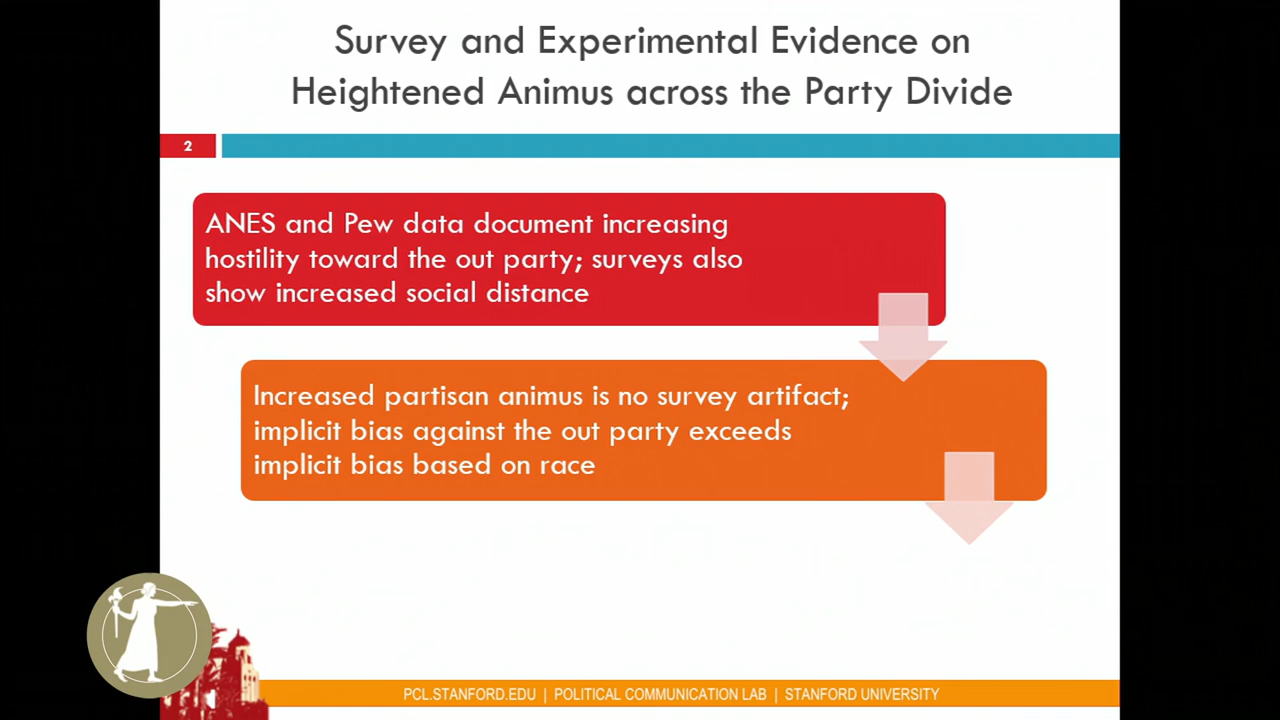 Survey and Experimental Evidence on
Heightened Animus across the Party Divide
2
ANES and Pew data document increasing
hostility toward the out party; surveys also
show increased social distance
Increased partisan animus is no survey artifact;
implicit bias against the out party exceeds
implicit bias based on race
PCL.STANFORD.EDU | POLITICAL COMMUNICATION LAB | STANFORD UNIVERSITY